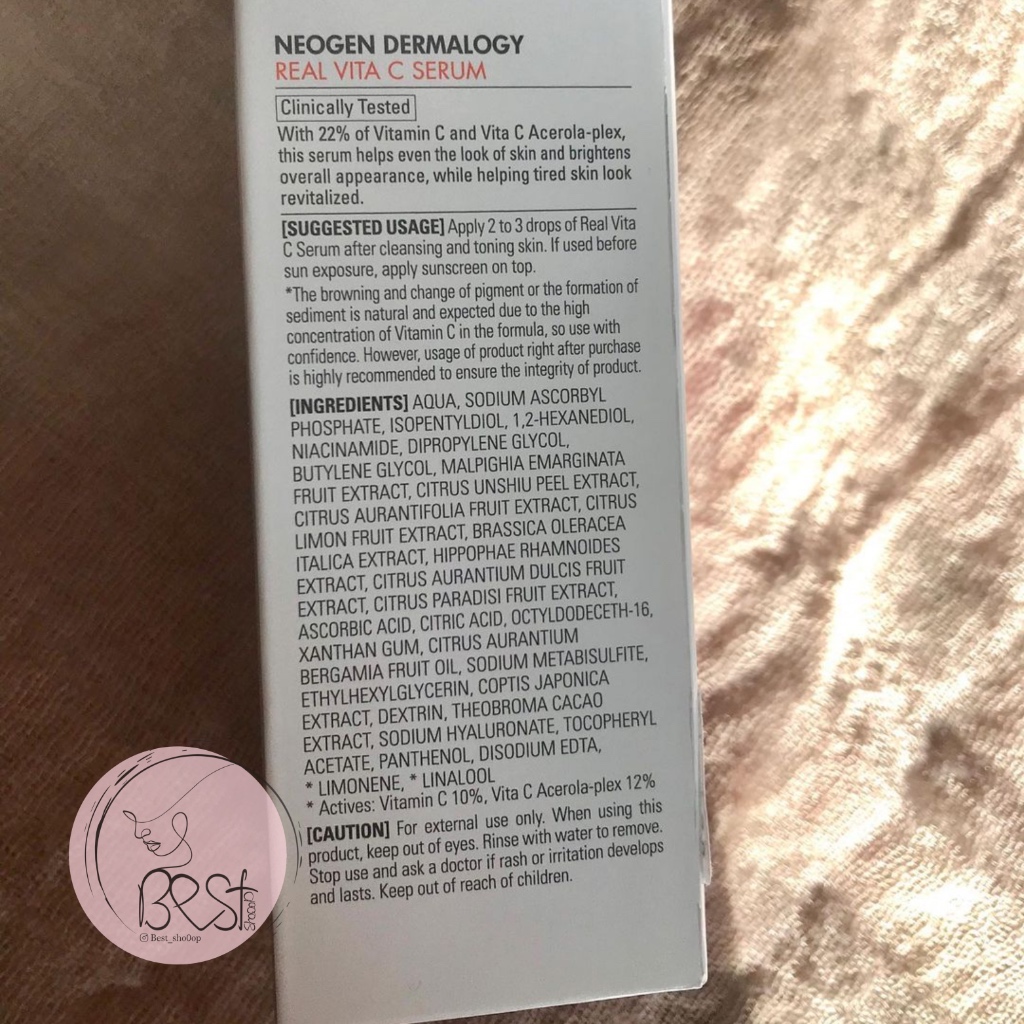 NEOGEN DERMALOGY
REAL VITA C SERUM
Clinically Tested
With 22% of Vitamin C and Vita C Acerola-plex,
this serum helps even the look of skin and brightens
overall appearance, while helping tired skin look
revitalized.
[SUGGESTED USAGE] Apply 2 to 3 drops of Real Vita
C Serum after cleansing and toning skin. If used before
sun exposure, apply sunscreen on top.
*The browning and change of pigment or the formation of
sediment is natural and expected due to the high
concentration of Vitamin C in the formula, so use with
confidence. However, usage of product right after purchase
is highly recommended to ensure the integrity of product.
[INGREDIENTS] AQUA, SODIUM ASCORBYL
PHOSPHATE, ISOPENTYLDIOL, 1,2-HEXANEDIOL,
NIACINAMIDE, DIPROPYLENE GLYCOL,
BUTYLENE GLYCOL, MALPIGHIA EMARGINATA
FRUIT EXTRACT, CITRUS UNSHIU PEEL EXTRACT,
CITRUS AURANTIFOLIA FRUIT EXTRACT, CITRUS
LIMON FRUIT EXTRACT, BRASSICA OLERACEA
ITALICA EXTRACT, HIPPOPHAE RHAMNOIDES
EXTRACT, CITRUS AURANTIUM DULCIS FRUIT
EXTRACT, CITRUS PARADISI FRUIT EXTRACT,
ASCORBIC ACID, CITRIC ACID, OCTYLDODECETH-16,
XANTHAN GUM, CITRUS AURANTIUM
BERGAMIA FRUIT OIL, SODIUM METABISULFITE,
ETHYLHEXYLGLYCERIN, COPTIS JAPONICA
EXTRACT, DEXTRIN, THEOBROMA CACAO
EXTRACT, SODIUM HYALURONATE, TOCOPHERYL
ACETATE, PANTHENOL, DISODIUM EDTA,
* LIMONENE, * LINALOOL
* Actives: Vitamin C 10%, Vita C Acerola-plex 12%
[CAUTION] For external use only. When using this
product, keep out of eyes. Rinse with water to remove.
Stop use and ask a doctor if rash or irritation develops
and lasts. Keep out of reach of children.
BEST
ShoooP
Best_sho0op